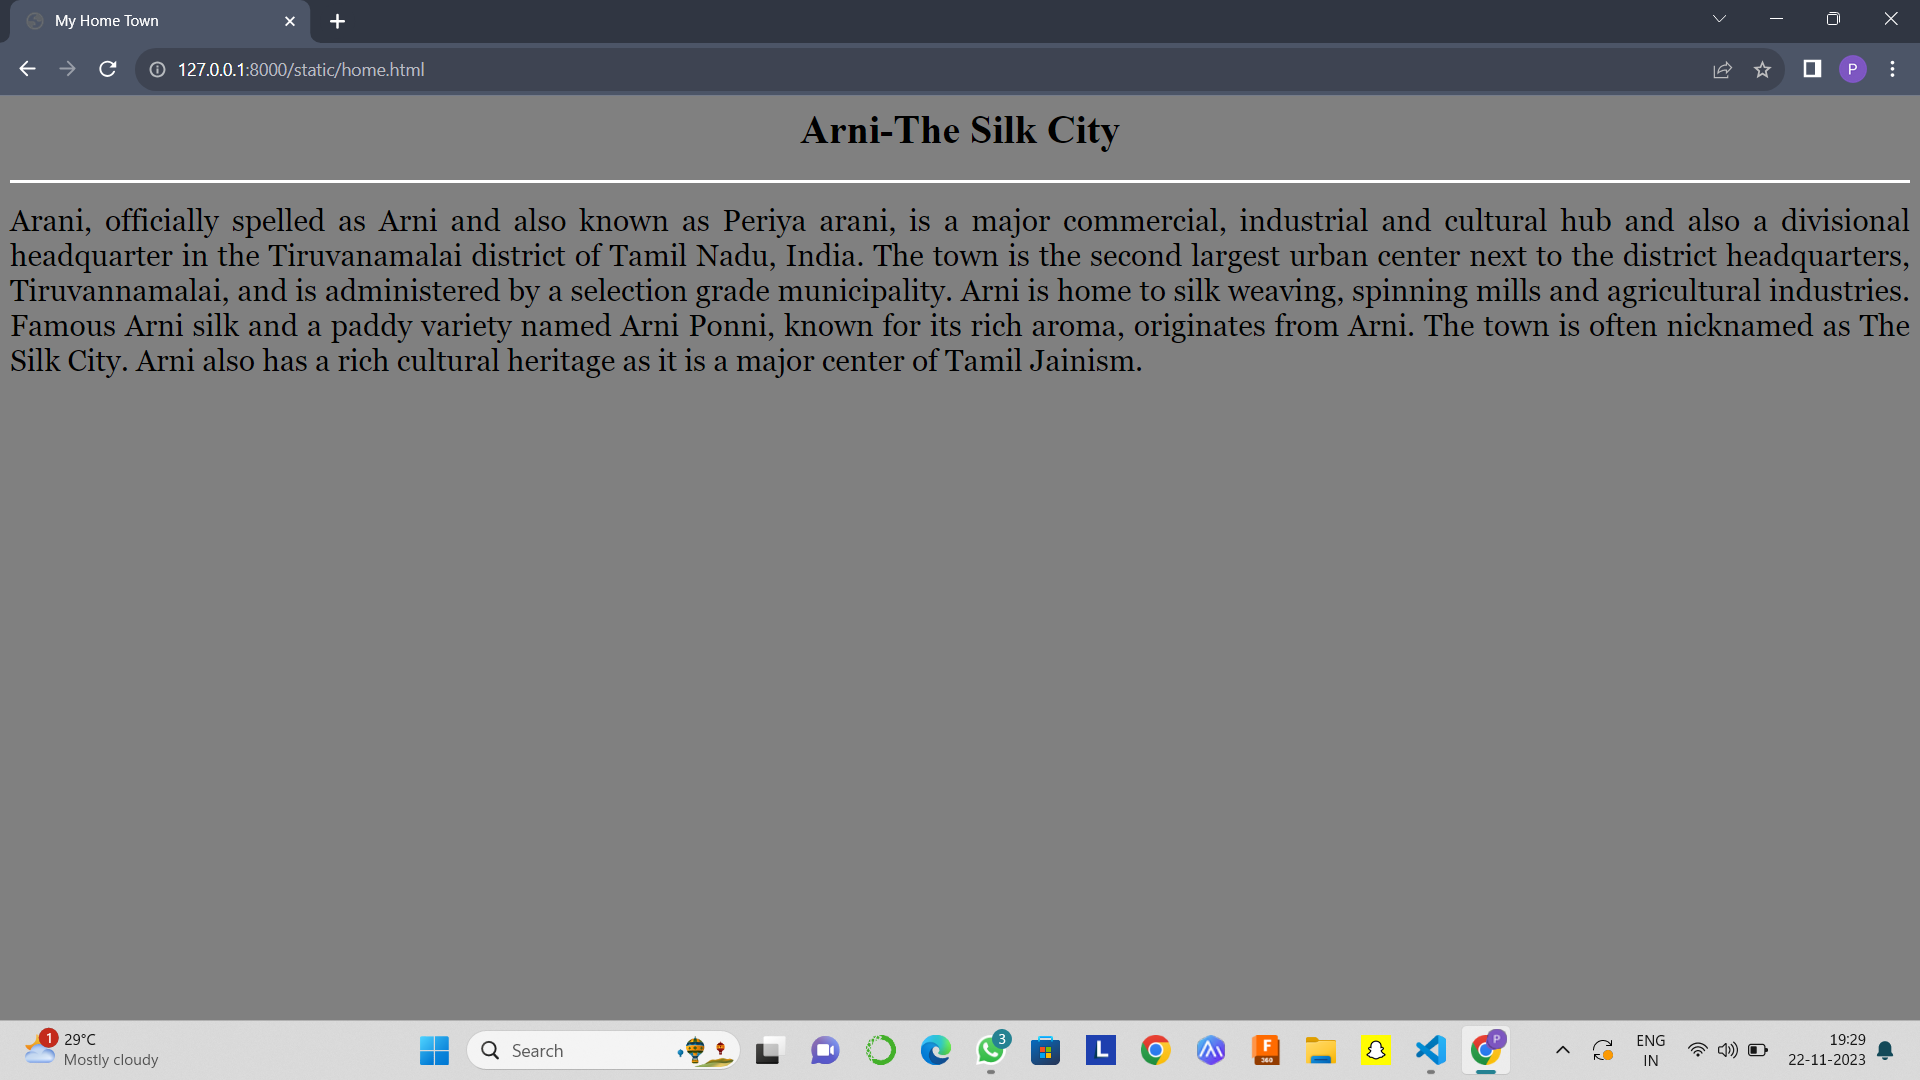 My Home Town
127.0.0.1:8000/static/home.html
P
Arni-The Silk City
Arani, officially spelled as Arni and also known as Periya arani, is a major commercial, industrial and cultural hub and also a divisional
headquarter in the Tiruvanamalai district of Tamil Nadu, India. The town is the second largest urban center next to the district headquarters,
Tiruvannamalai, and is administered by a selection grade municipality. Arni is home to silk weaving, spinning mills and agricultural industries.
Famous Arni silk and a paddy variety named Arni Ponni, known for its rich aroma, originates from Arni. The town is often nicknamed as The
Silk City. Arni also has a rich cultural heritage as it is a major center of Tamil Jainism.
1
29°C
Mostly cloudy
Search
3
L
F
360
P
ENG
IN
19:29
22-11-2023